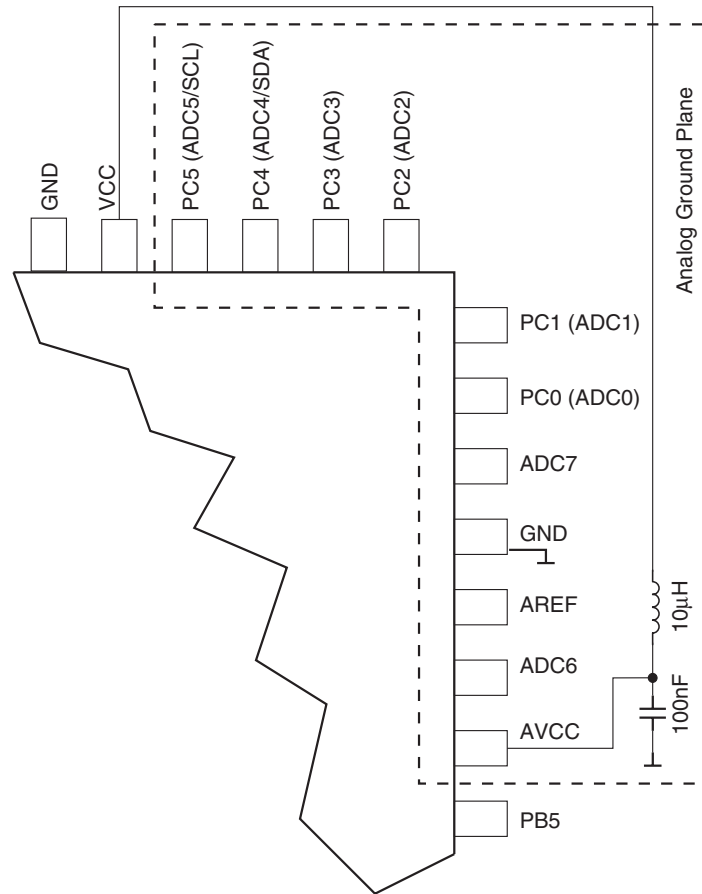 GND
VCC
PC5 (ADC5/SCL)
PC4 (ADC4/SDA)
PC3 (ADC3)
PC2 (ADC2)
Analog Ground Plane
PC1 (ADC1)
PC0 (ADC0)
ADC7
GND
AREF
ADC6
AVCC
PB5
10μH
100nF